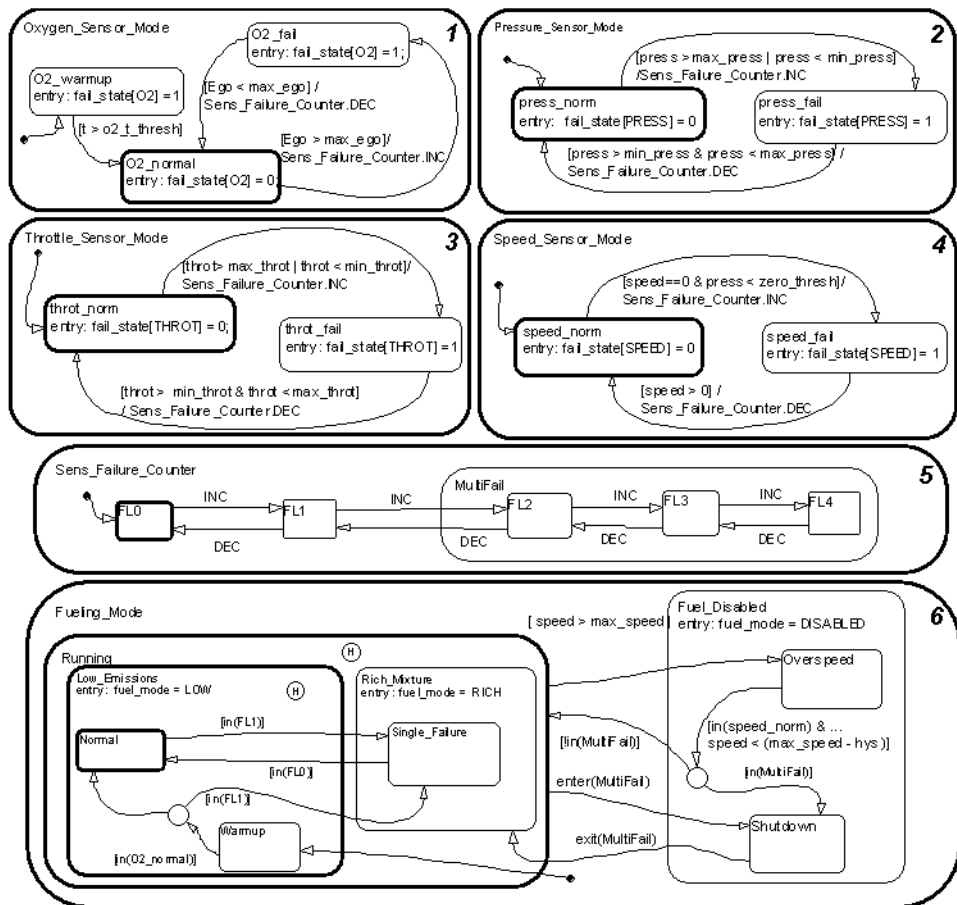 Oxygen_Sensor_Mode
1
O2_fail
entry: fail_state[O2] = 1;
O2_warmup
entry: fail_state[O2] = 1
[Ego < max_ego] /
Sens_Failure_Counter.DEC
[t > o2_t_thresh]
[Ego > max_ego]/
Sens_Failure_Counter.INC
O2_normal
entry: fail_state[O2] = 0;
Pressure_Sensor_Mode
2
[press > max_press | press < min_press]
/Sens_Failure_Counter.INC
press_norm
entry: fail_state[PRESS] = 0
press_fail
entry: fail_state[PRESS] = 1
[press > min_press & press < max_press] /
Sens_Failure_Counter.DEC
Throttle_Sensor_Mode
3
[throt> max_throt | throt < min_throt]/
Sens_Failure_Counter.INC
throt_norm
entry: fail_state[THROT] = 0;
throt_fail
entry: fail_state[THROT] = 1
[throt> min_throt & throt < max_throt]
/ Sens_Failure_Counter.DEC
Speed_Sensor_Mode
4
[speed==0 & press < zero_thresh]/
Sens_Failure_Counter.INC
speed_norm
entry: fail_state[SPEED] = 0
speed_fail
entry: fail_state[SPEED] = 1
[speed > 0] /
Sens_Failure_Counter.DEC
Sens_Failure_Counter
5
MultiFail
INC
INC
INC
INC
FL0
FL1
FL2
FL3
FL4
DEC
DEC
DEC
DEC
Fueling_Mode
6
[ speed > max_speed ]
Fuel_Disabled
entry: fuel_mode = DISABLED
Running
H
Overspeed
Low_Emissions
entry: fuel_mode = LOW
H
Rich_Mixture
entry: fuel_mode = RICH
[in(FL1)]
Normal
Single_Failure
[in(speed_norm) & ...
speed < (max_speed - hys)]
[!in(MultiFail)]
[in(FL0)]
[in(MultiFail)]
enter(MultiFail)
[in(FL1)]
Warmup
Shutdown
exit(MultiFail)
[in(O2_normal)]